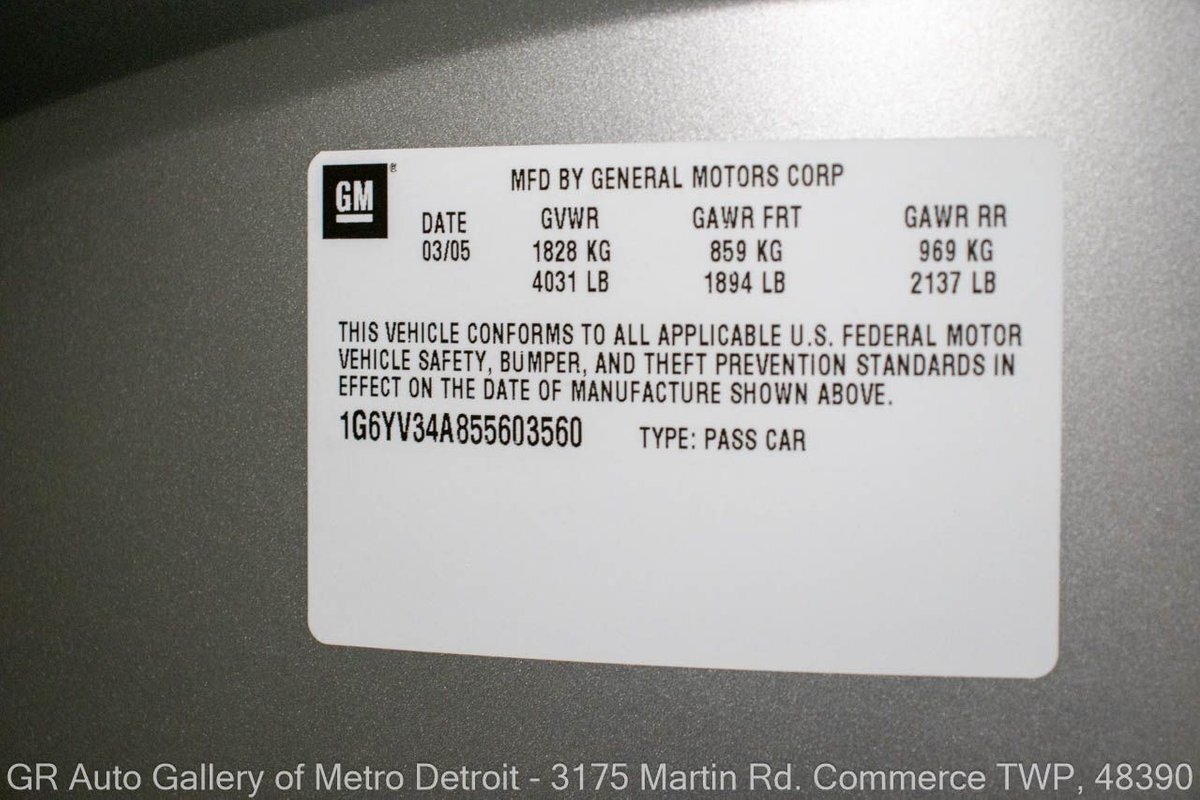 GM ®
MFD BY GENERAL MOTORS CORP
DATE GVWR GAWR FRT GAWR RR
03/05 1828 KG 859 KG 969 KG
4031 LB 1894 LB 2137 LB
THIS VEHICLE CONFORMS TO ALL APPLICABLE U.S. FEDERAL MOTOR
VEHICLE SAFETY, BUMPER, AND THEFT PREVENTION STANDARDS IN
EFFECT ON THE DATE OF MANUFACTURE SHOWN ABOVE.
1G6YV34A855603560 TYPE: PASS CAR
GR Auto Gallery of Metro Detroit - 3175 Martin Rd. Commerce TWP, 48390